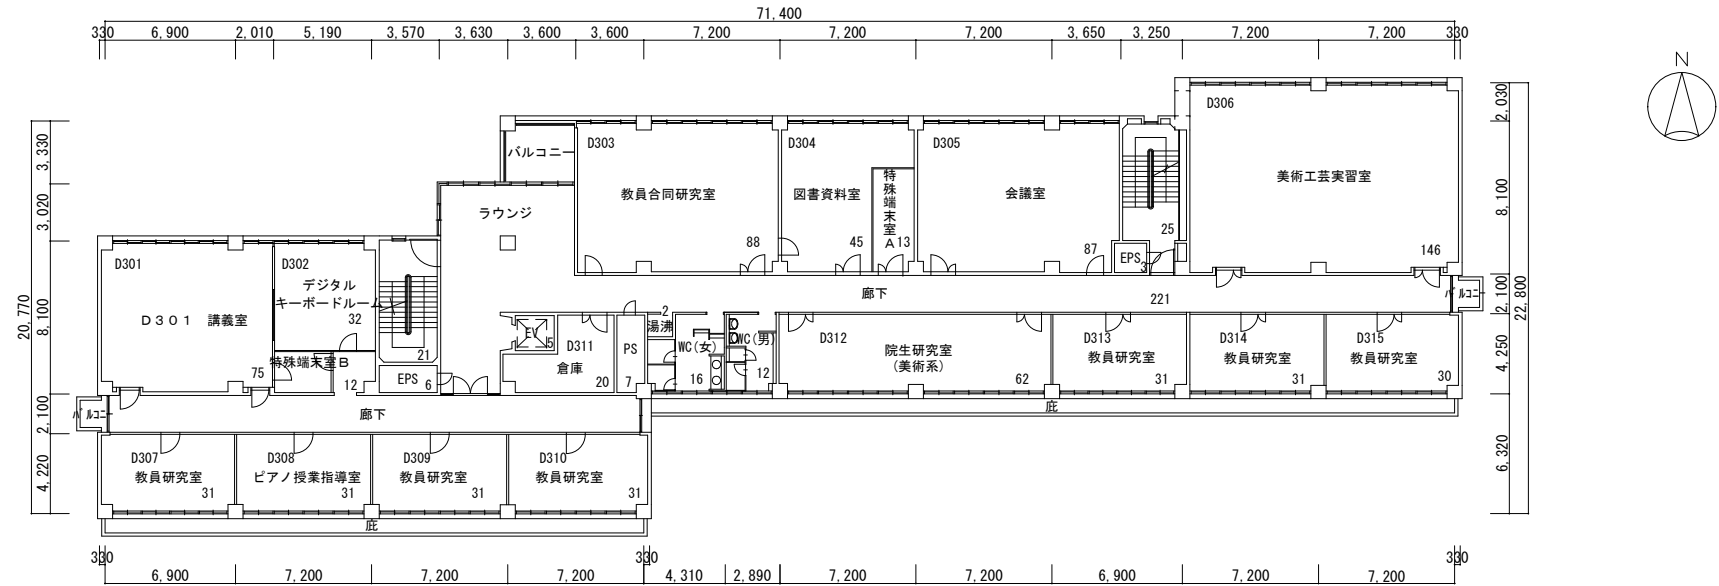 71,400
330 6,900 2,010 5,190 3,570 3,630 3,600 3,600 7,200 7,200 7,200 3,650 3,250 7,200 7,200 330
N
D306
美術工芸実習室
146
2,030
8,100
2,100
4,250
6,320
22,800
3,330
3,020
8,100
2,100
4,220
20,770
バルコニー
D303
教員合同研究室
88
D304
図書資料室
45
特殊端末室A
13
D305
会議室
87
25
EPS
3
ラウンジ
D301
D301 講義室
75
D302
デジタル
キーボードルーム
32
特殊端末室B
12
21
EPS
6
廊下
221
バルコニー
EV
5
D311
倉庫
20
PS
7
2
湯沸
WC(女)
16
WC(男)
12
D312
院生研究室
(美術系)
62
D313
教員研究室
31
D314
教員研究室
31
D315
教員研究室
30
庇
バルコニー
廊下
D307
教員研究室
31
D308
ピアノ授業指導室
31
D309
教員研究室
31
D310
教員研究室
31
庇
330 6,900 7,200 7,200 7,200 330 4,310 2,890 7,200 7,200 6,900 7,200 7,200 330